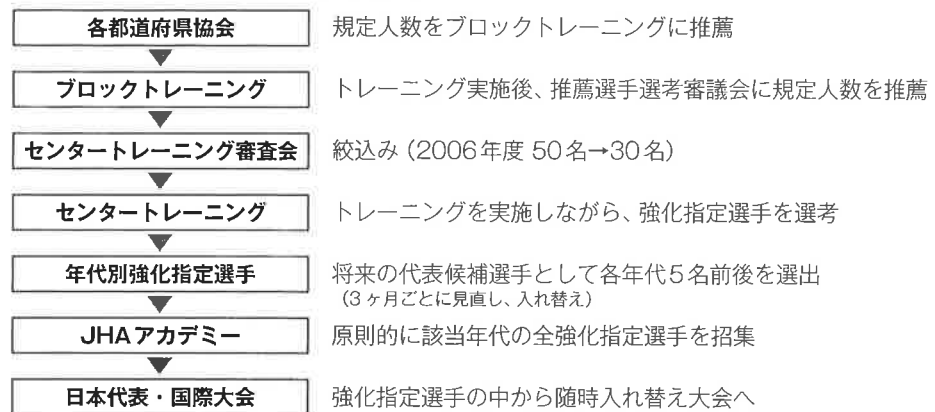 各都道府県協会 規定人数をブロックトレーニングに推薦
ブロックトレーニング トレーニング実施後、推薦選手選考審議会に規定人数を推薦
センタートレーニング審査会 絞込み（2006年度 50名→30名）
センタートレーニング トレーニングを実施しながら、強化指定選手を選考
年代別強化指定選手 将来の代表候補選手として各年代5名前後を選出
（3ヶ月ごとに見直し、入れ替え）
JHAアカデミー 原則的に該当年代の全強化指定選手を招集
日本代表・国際大会 強化指定選手の中から随時入れ替え大会へ